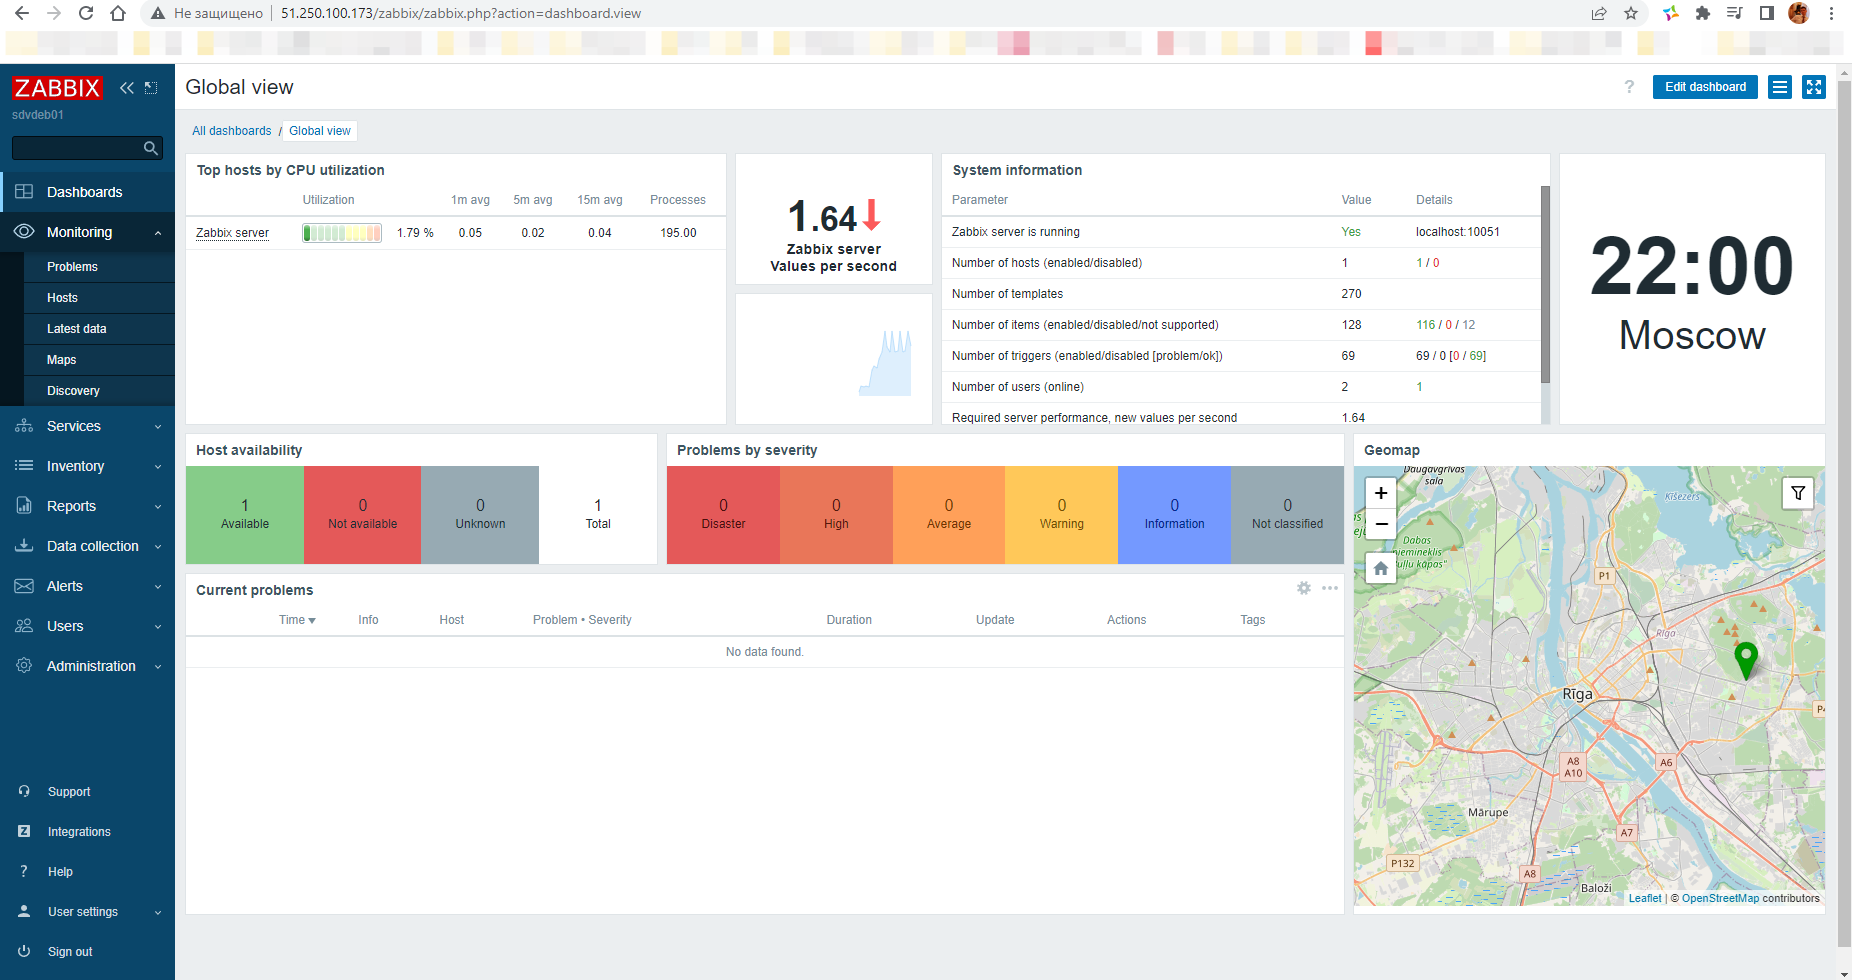 Не защищено 51.250.100.173/zabbix/zabbix.php?action=dashboard.view
ZABBIX
sdvdeb01
Dashboards
Monitoring
Problems
Hosts
Latest data
Maps
Discovery
Services
Inventory
Reports
Data collection
Alerts
Users
Administration
Support
Integrations
Help
User settings
Sign out
Global view
? Edit dashboard
All dashboards / Global view
Top hosts by CPU utilization
Utilization 1m avg 5m avg 15m avg Processes
Zabbix server 1.79 % 0.05 0.02 0.04 195.00
1.64
Zabbix server
Values per second
System information
Parameter Value Details
Zabbix server is running Yes localhost:10051
Number of hosts (enabled/disabled) 1 1 / 0
Number of templates 270
Number of items (enabled/disabled/not supported) 128 116 / 0 / 12
Number of triggers (enabled/disabled [problem/ok]) 69 69 / 0 [0 / 69]
Number of users (online) 2 1
Required server performance, new values per second 1.64
22:00
Moscow
Host availability
1 0 0 1
Available Not available Unknown Total
Problems by severity
0 0 0 0 0 0
Disaster High Average Warning Information Not classified
Current problems
Time Info Host Problem • Severity Duration Update Actions Tags
No data found.
Geomap
Daugavgrīvas
sala
Ķīšezers
+
−
Dabas
P1
Rīga
Rīga
A8
A10
A6
Mārupe
A7
P132
A8
Baloži
Leaflet | © OpenStreetMap contributors